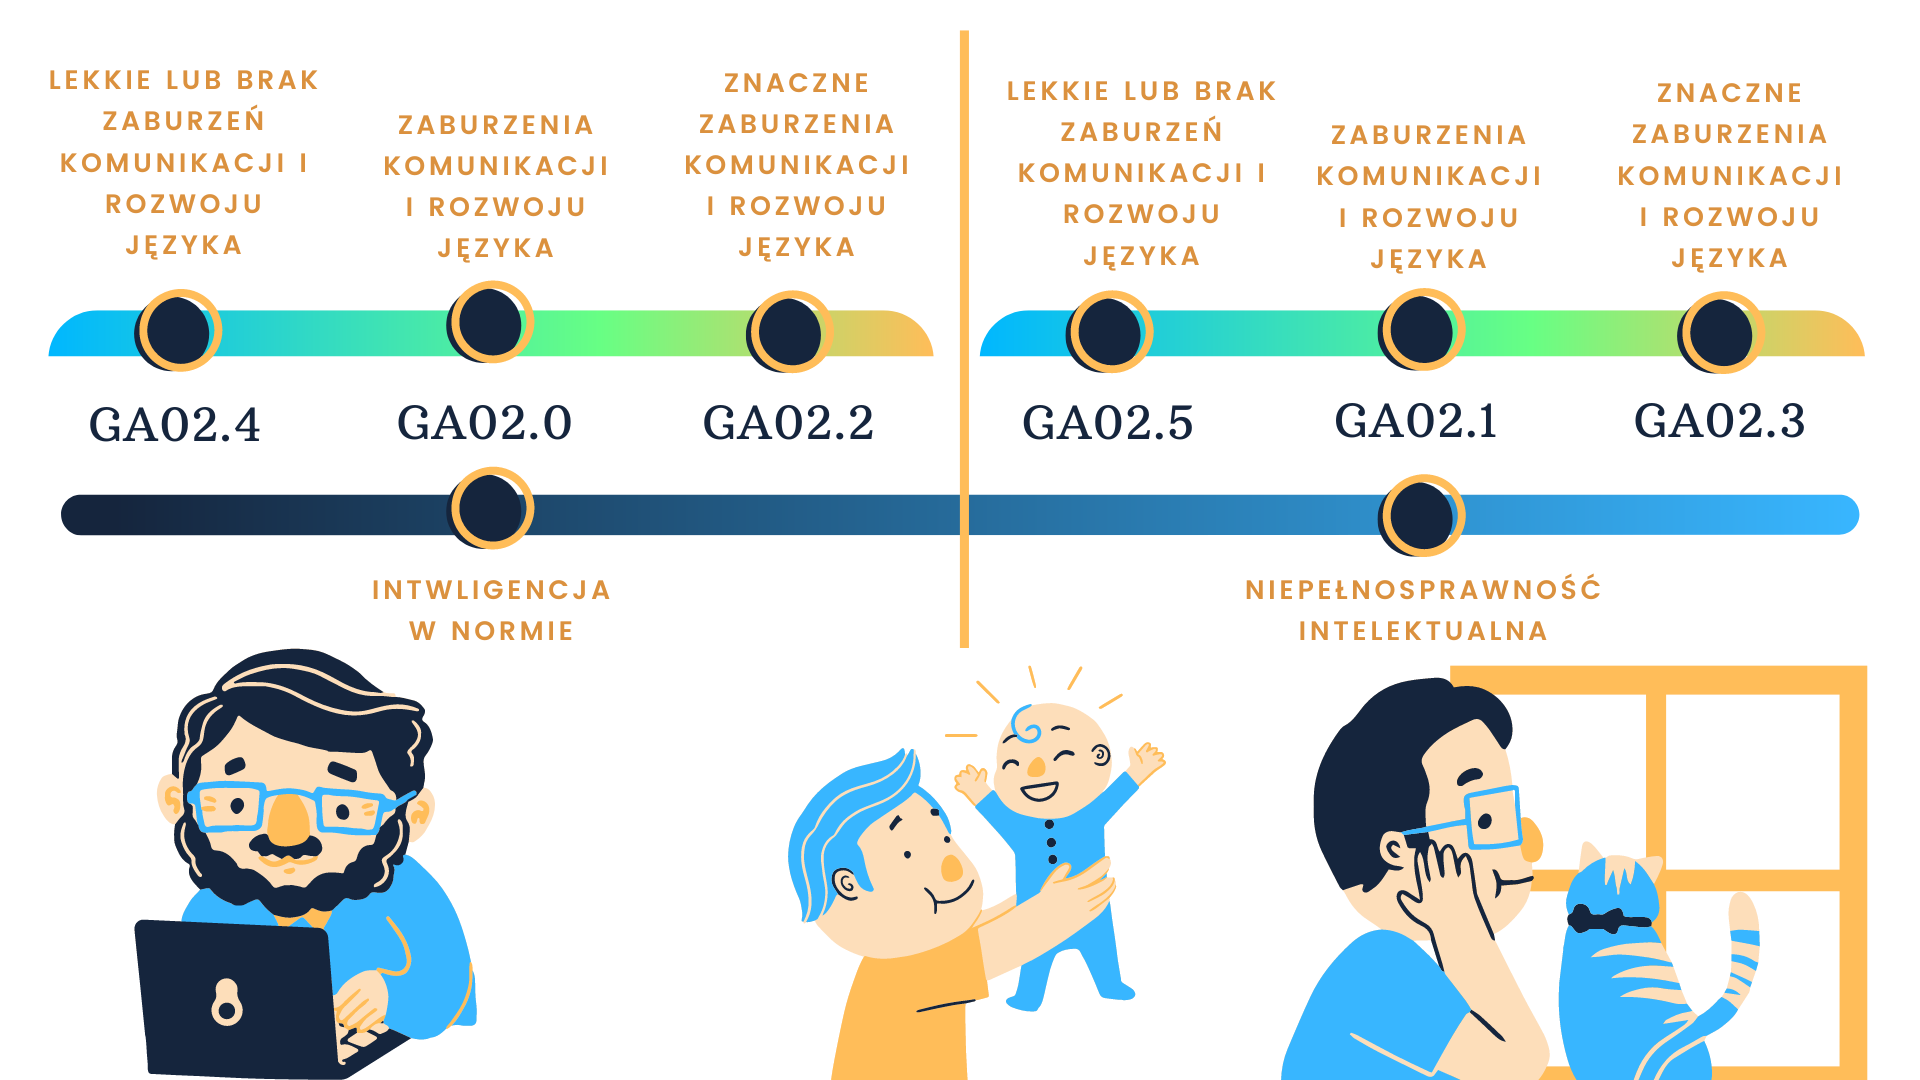 LEKKIE LUB BRAK
ZABURZEŃ
KOMUNIKACJI I
ROZWOJU
JĘZYKA
ZABURZENIA
KOMUNIKACJI
I ROZWOJU
JĘZYKA
ZNACZNE
ZABURZENIA
KOMUNIKACJI
I ROZWOJU
JĘZYKA
LEKKIE LUB BRAK
ZABURZEŃ
KOMUNIKACJI I
ROZWOJU
JĘZYKA
ZABURZENIA
KOMUNIKACJI
I ROZWOJU
JĘZYKA
ZNACZNE
ZABURZENIA
KOMUNIKACJI
I ROZWOJU
JĘZYKA
GA02.4
GA02.0
GA02.2
GA02.5
GA02.1
GA02.3
INTWLIGENCJA
W NORMIE
NIEPEŁNOSPRAWNOŚĆ
INTELEKTUALNA